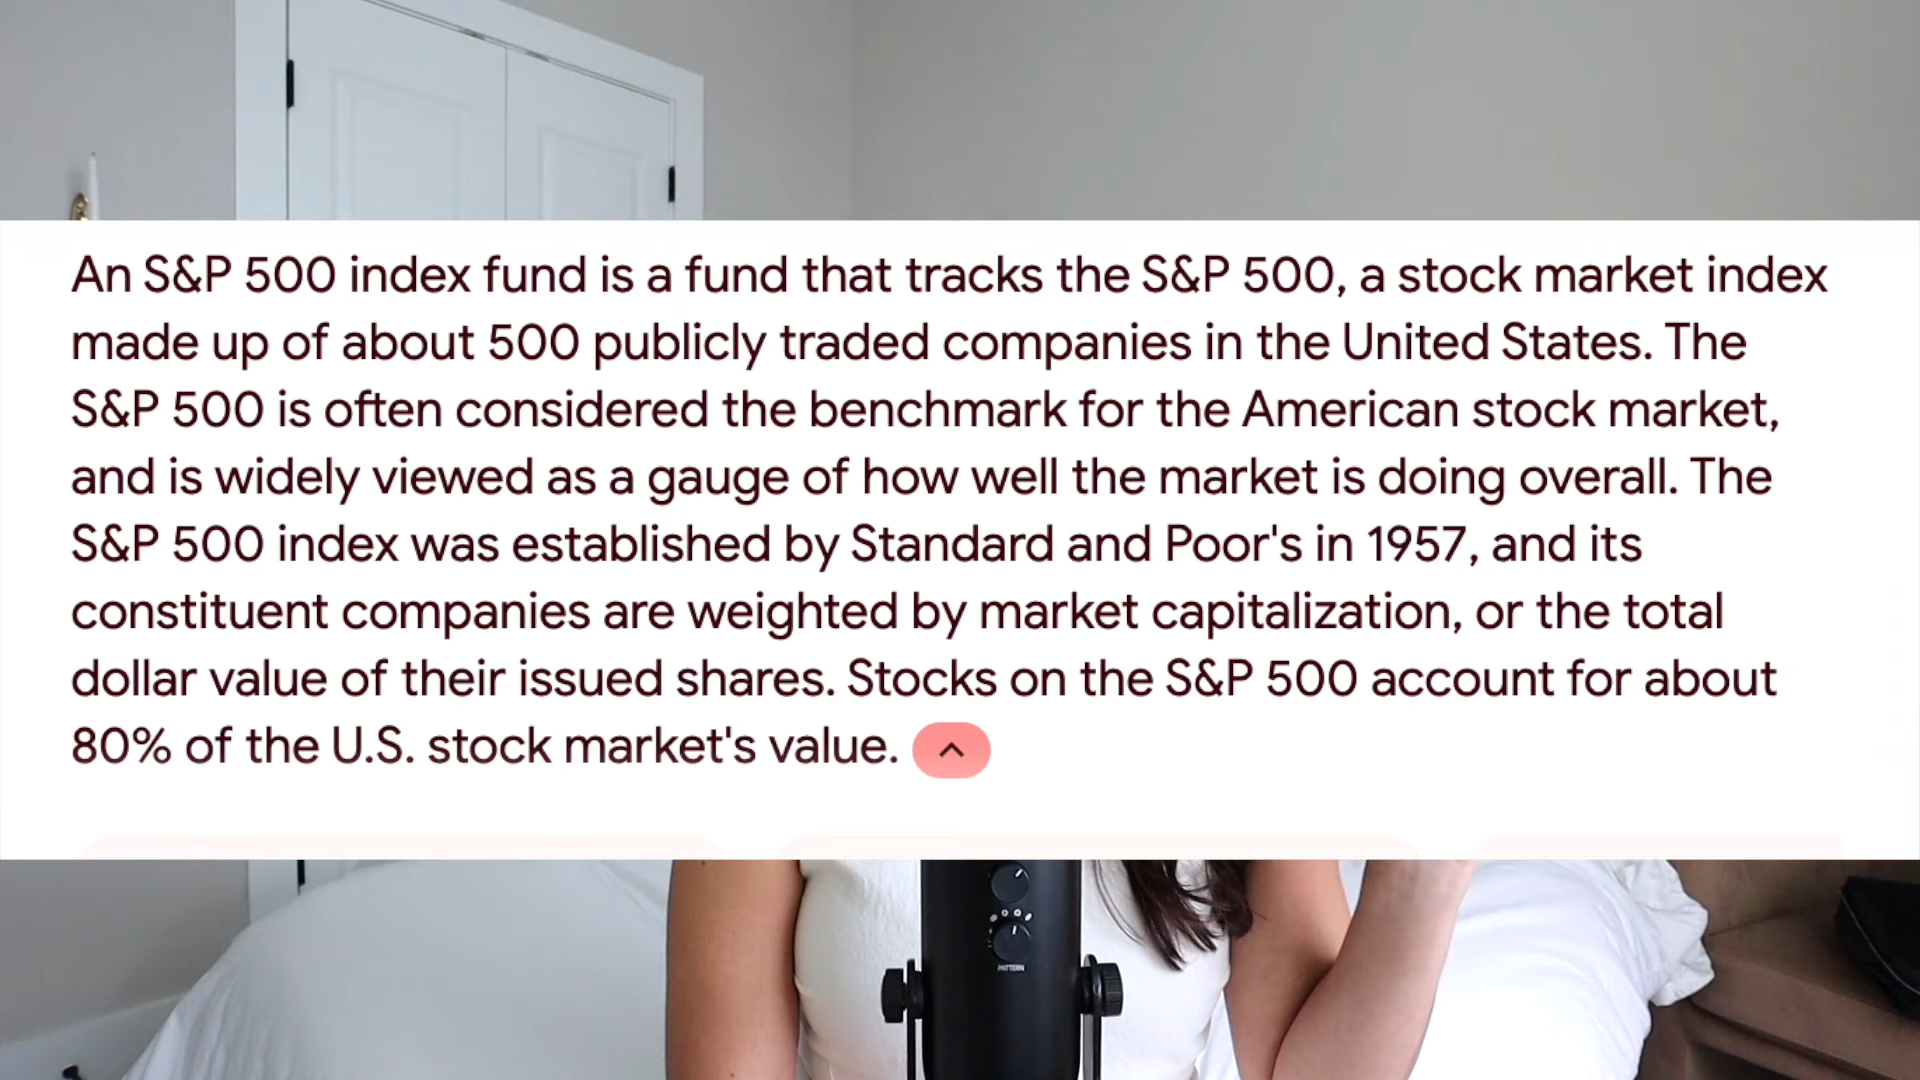 An S&P 500 index fund is a fund that tracks the S&P 500, a stock market index
made up of about 500 publicly traded companies in the United States. The
S&P 500 is often considered the benchmark for the American stock market,
and is widely viewed as a gauge of how well the market is doing overall. The
S&P 500 index was established by Standard and Poor's in 1957, and its
constituent companies are weighted by market capitalization, or the total
dollar value of their issued shares. Stocks on the S&P 500 account for about
80% of the U.S. stock market's value.
PATTERN